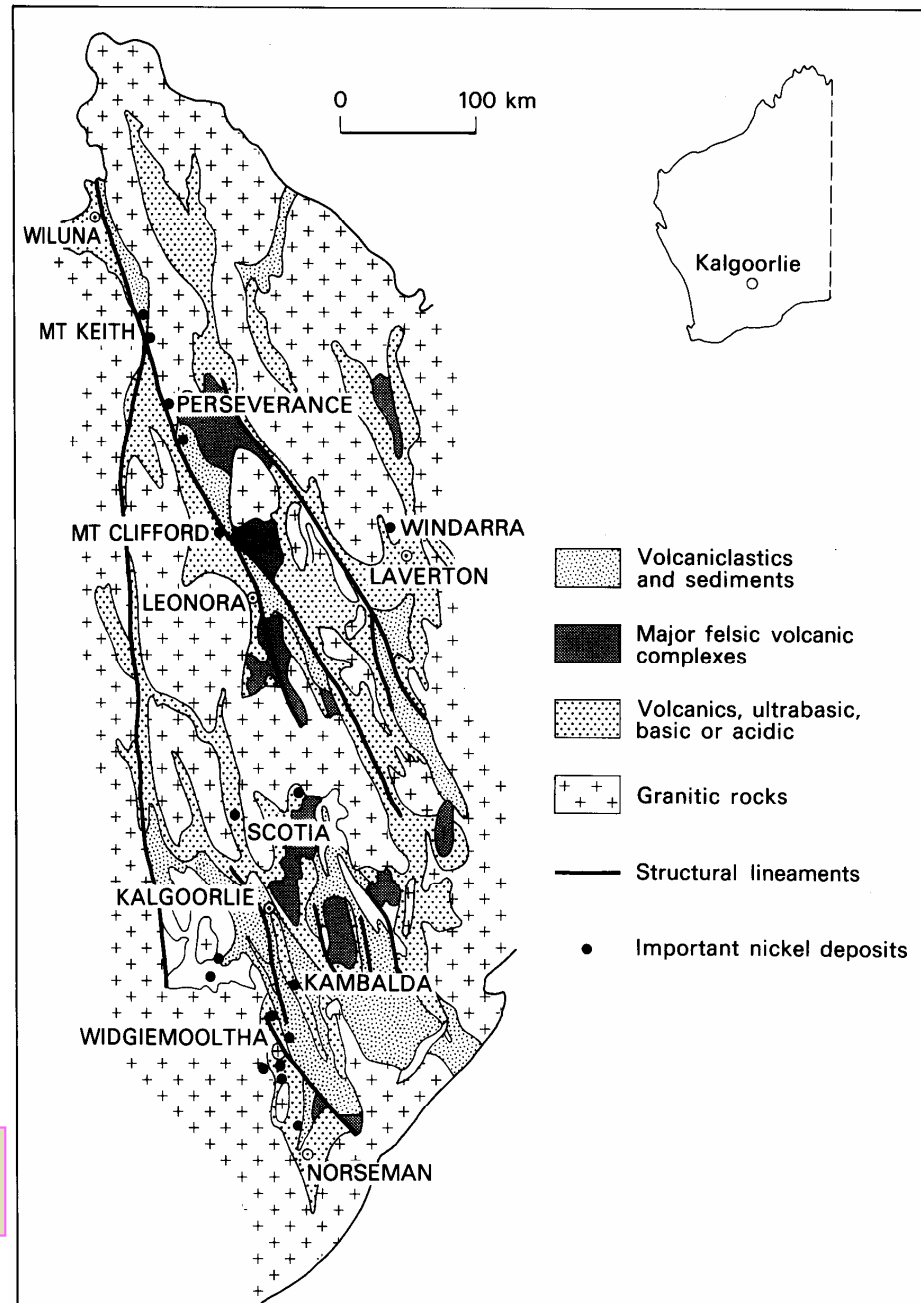 0 100 km
Kalgoorlie
WILUNA
MT KEITH
PERSEVERANCE
MT CLIFFORD
WINDARRA
LAVERTON
LEONORA
SCOTIA
KALGOORLIE
KAMBALDA
WIDGIEMOOLTHA
NORSEMAN
Volcaniclastics
and sediments
Major felsic volcanic
complexes
Volcanics, ultrabasic,
basic or acidic
Granitic rocks
Structural lineaments
Important nickel deposits